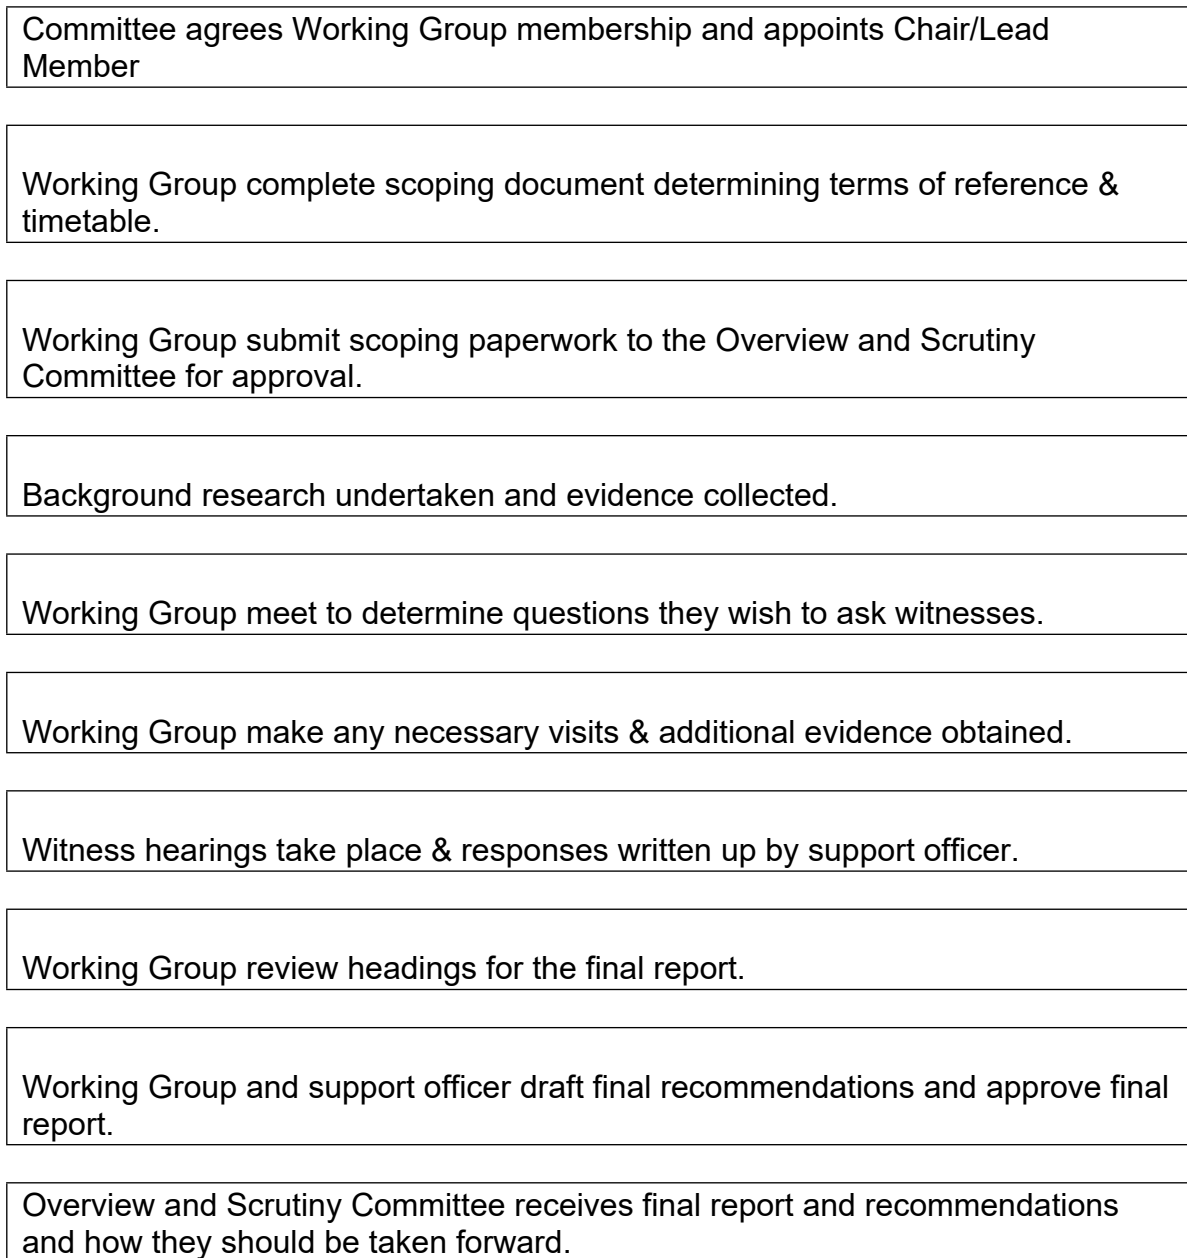 Committee agrees Working Group membership and appoints Chair/Lead
Member
Working Group complete scoping document determining terms of reference &
timetable.
Working Group submit scoping paperwork to the Overview and Scrutiny
Committee for approval.
Background research undertaken and evidence collected.
Working Group meet to determine questions they wish to ask witnesses.
Working Group make any necessary visits & additional evidence obtained.
Witness hearings take place & responses written up by support officer.
Working Group review headings for the final report.
Working Group and support officer draft final recommendations and approve final
report.
Overview and Scrutiny Committee receives final report and recommendations
and how they should be taken forward.